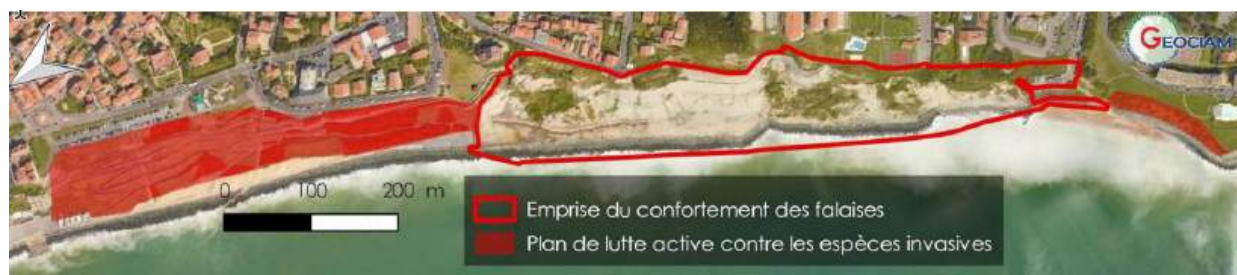 GEOCIAM
0 100 200 m
Emprise du confortement des falaises
Plan de lutte active contre les espèces invasives